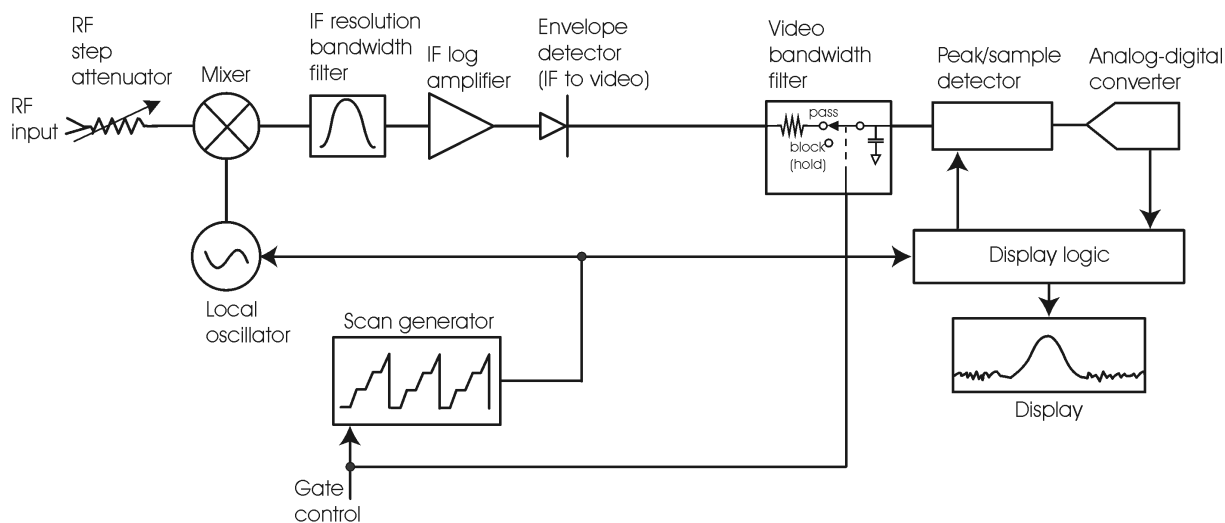 RF
step
attenuator
RF
input
Mixer
IF resolution
bandwidth
filter
IF log
amplifier
Envelope
detector
(IF to video)
Video
bandwidth
filter
pass
block
(hold)
Peak/sample
detector
Analog-digital
converter
Local
oscillator
Scan generator
Display logic
Display
Gate
control